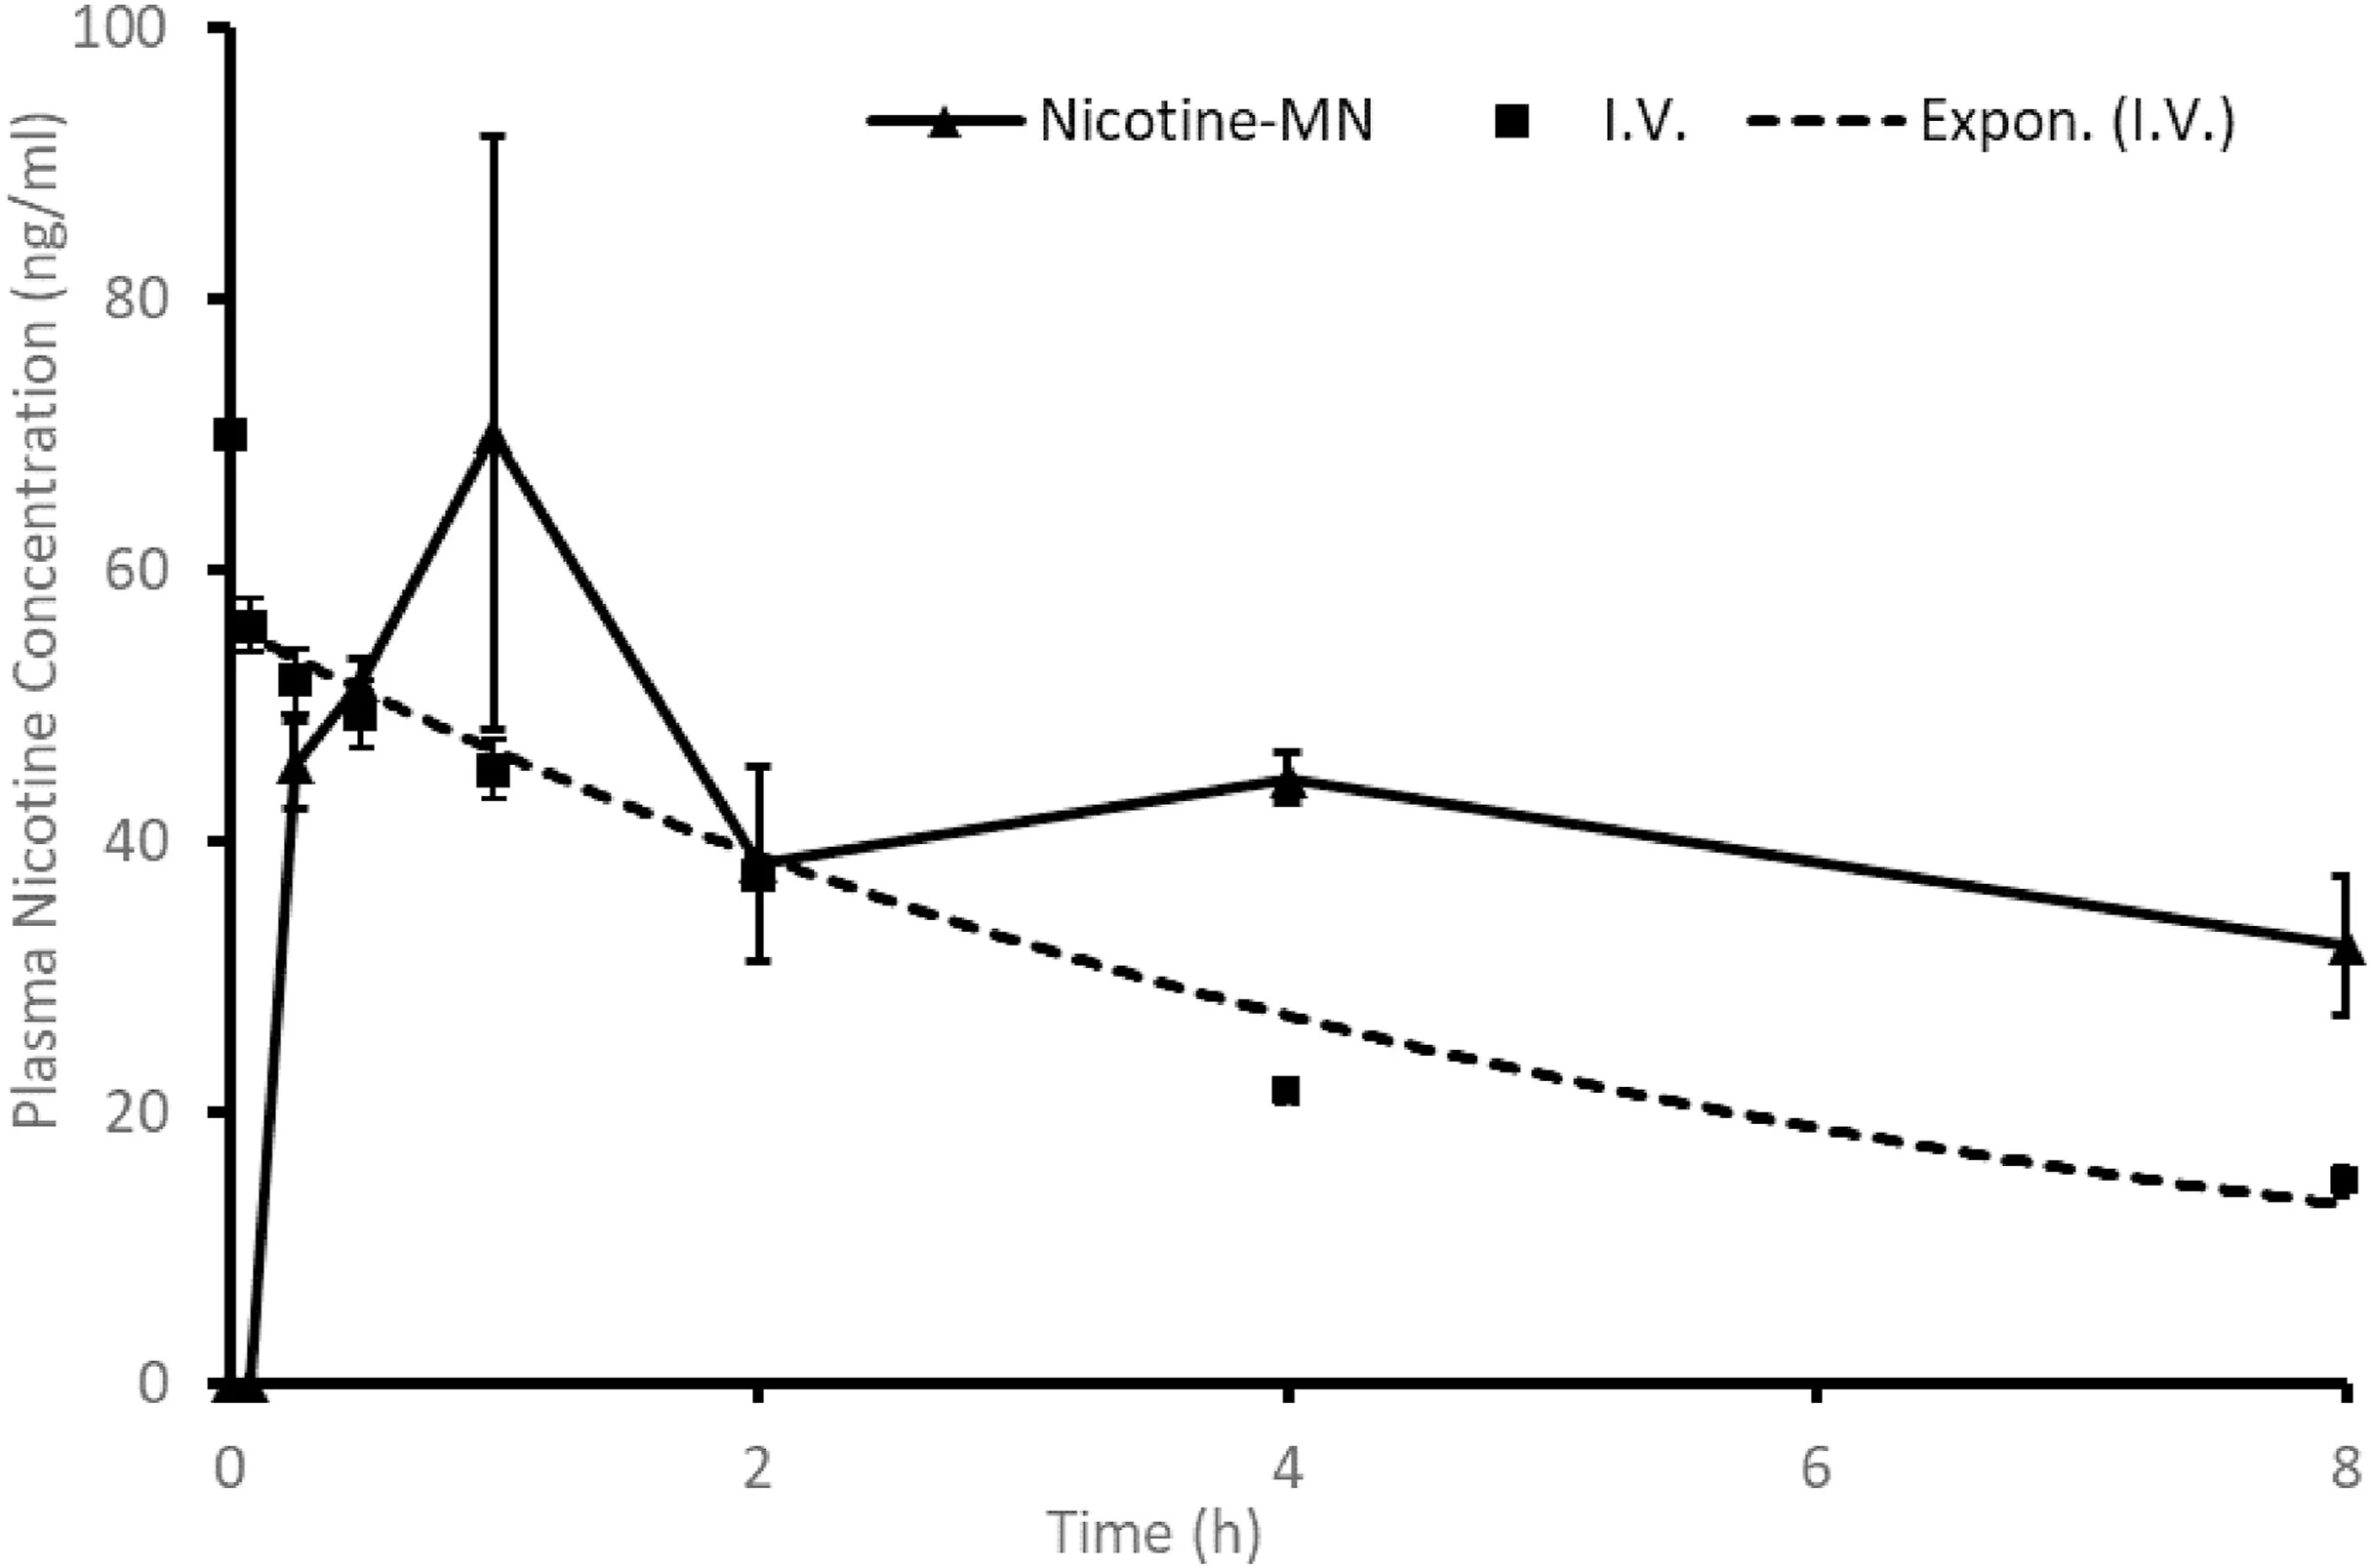 Plasma Nicotine Concentration (ng/ml)
100
80
60
40
20
0
Nicotine-MN
I.V.
Expon. (I.V.)
0 2 4 6 8
Time (h)